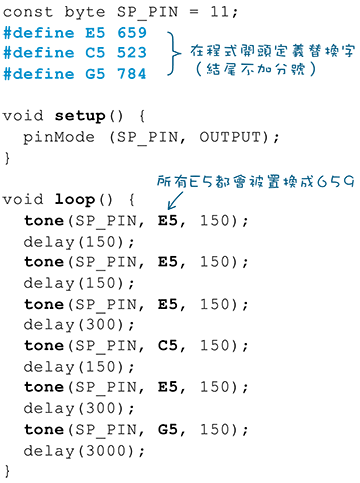 const byte SP_PIN = 11;
#define E5 659
#define C5 523
#define G5 784
在程式開頭定義替換字
（結尾不加分號）
void setup() {
pinMode (SP_PIN, OUTPUT);
}
所有E5都會被置換成659
void loop() {
tone(SP_PIN, E5, 150);
delay(150);
tone(SP_PIN, E5, 150);
delay(150);
tone(SP_PIN, E5, 150);
delay(300);
tone(SP_PIN, C5, 150);
delay(150);
tone(SP_PIN, E5, 150);
delay(300);
tone(SP_PIN, G5, 150);
delay(3000);
}